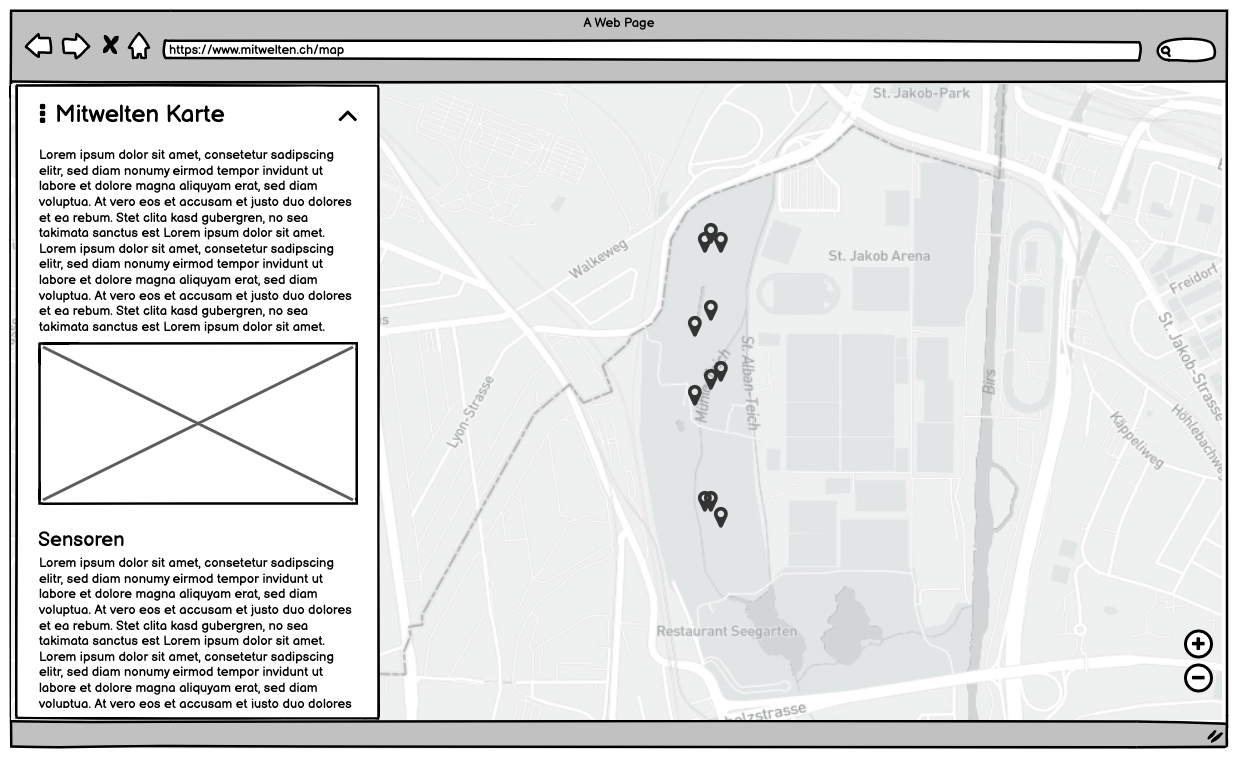 A Web Page
https://www.mitwelten.ch/map
Mitwelten Karte
Lorem ipsum dolor sit amet, consetetur sadipscing
elitr, sed diam nonumy eirmod tempor invidunt ut
labore et dolore magna aliquyam erat, sed diam
voluptua. At vero eos et accusam et justo duo dolores
et ea rebum. Stet clita kasd gubergren, no sea
takimata sanctus est Lorem ipsum dolor sit amet.
Lorem ipsum dolor sit amet, consetetur sadipscing
elitr, sed diam nonumy eirmod tempor invidunt ut
labore et dolore magna aliquyam erat, sed diam
voluptua. At vero eos et accusam et justo duo dolores
et ea rebum. Stet clita kasd gubergren, no sea
takimata sanctus est Lorem ipsum dolor sit amet.
Sensoren
Lorem ipsum dolor sit amet, consetetur sadipscing
elitr, sed diam nonumy eirmod tempor invidunt ut
labore et dolore magna aliquyam erat, sed diam
voluptua. At vero eos et accusam et justo duo dolores
et ea rebum. Stet clita kasd gubergren, no sea
takimata sanctus est Lorem ipsum dolor sit amet.
Lorem ipsum dolor sit amet, consetetur sadipscing
elitr, sed diam nonumy eirmod tempor invidunt ut
labore et dolore magna aliquyam erat, sed diam
voluptua. At vero eos et accusam et justo duo dolores
St. Jakob-Park
Walkeweg
St. Jakob Arena
Freidorf
St. Jakob-Strasse
St. Alban-Teich
Birs
Lyon-Strasse
Käppeliweg
Höhlebachw
Restaurant Seegarten